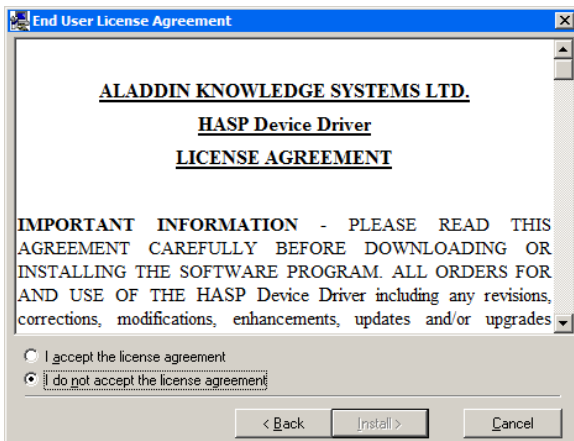 End User License Agreement
ALADDIN KNOWLEDGE SYSTEMS LTD.
HASP Device Driver
LICENSE AGREEMENT
IMPORTANT INFORMATION - PLEASE READ THIS
AGREEMENT CAREFULLY BEFORE DOWNLOADING OR
INSTALLING THE SOFTWARE PROGRAM. ALL ORDERS FOR
AND USE OF THE HASP Device Driver including any revisions,
corrections, modifications, enhancements, updates and/or upgrades
I accept the license agreement
I do not accept the license agreement
< Back Install > Cancel